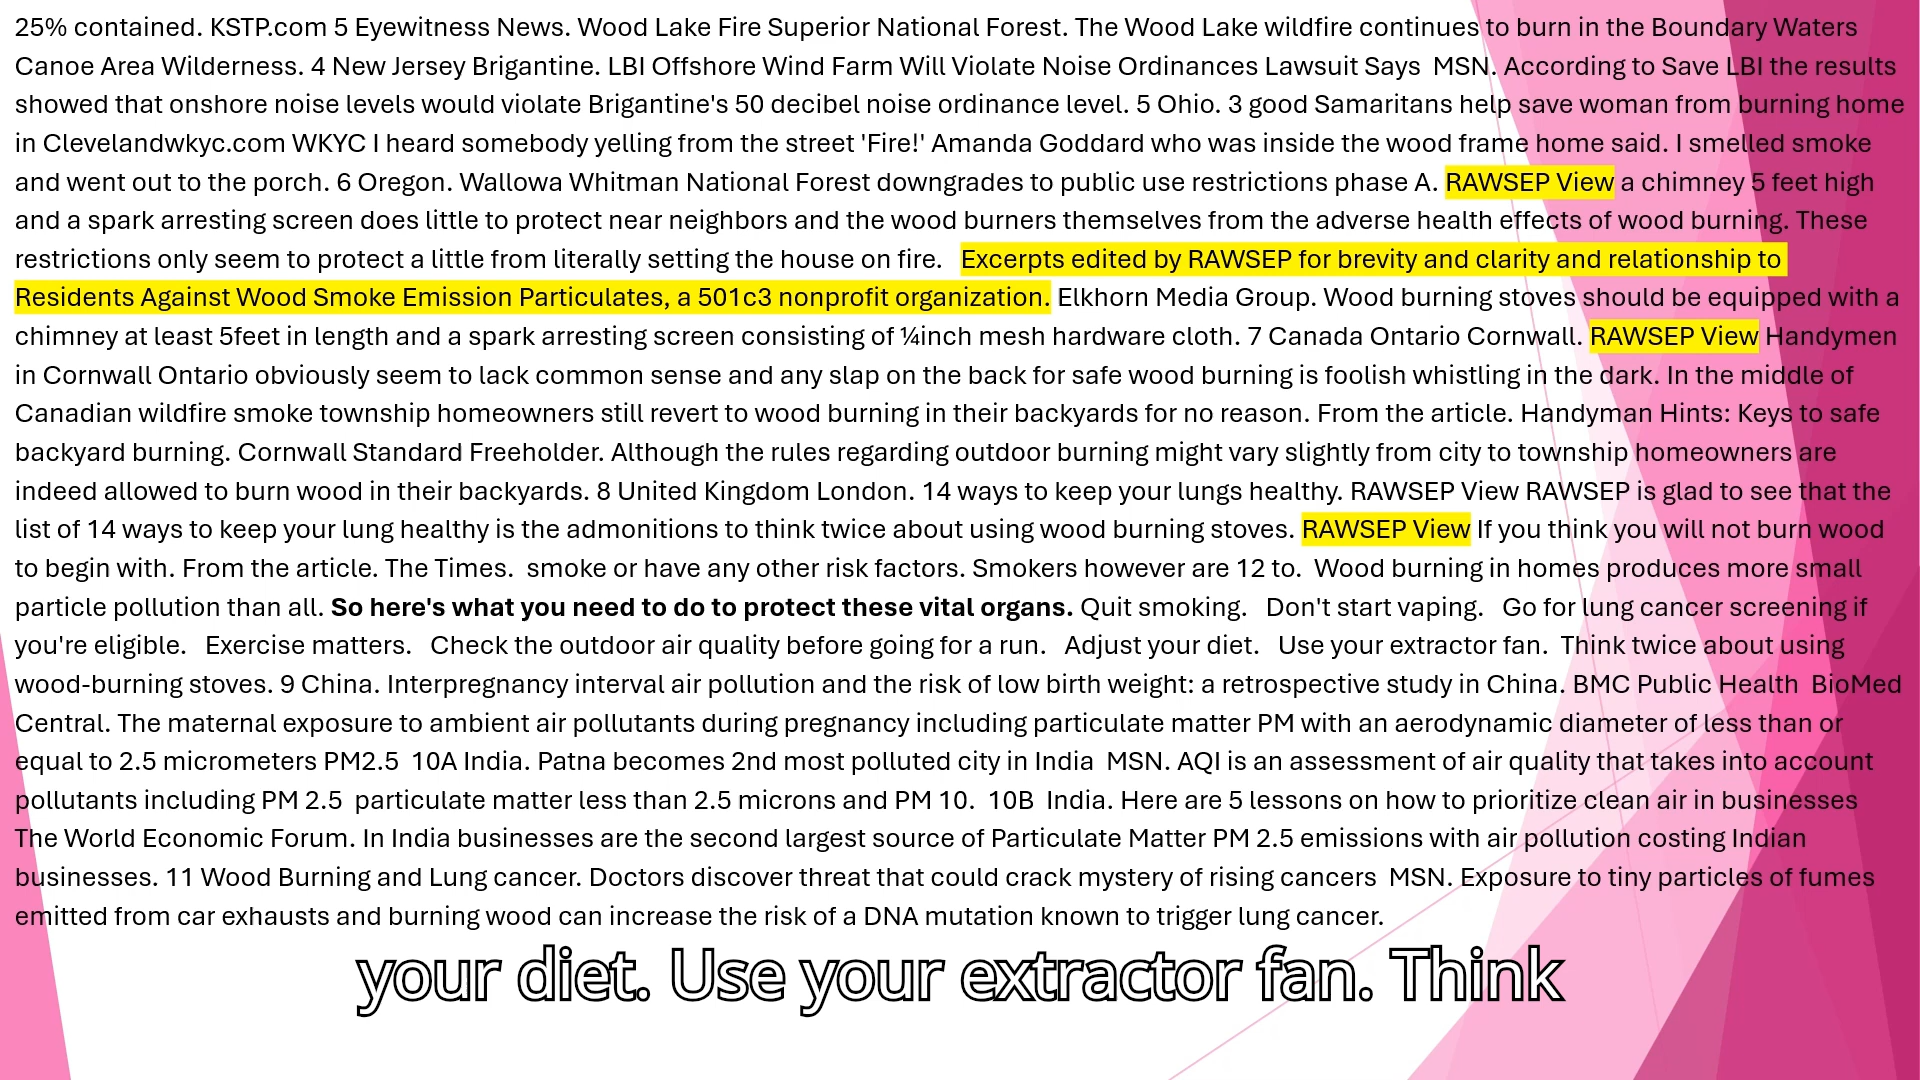 25% contained. KSTP.com 5 Eyewitness News. Wood Lake Fire Superior National Forest. The Wood Lake wildfire continues to burn in the Boundary Waters
Canoe Area Wilderness. 4 New Jersey Brigantine. LBI Offshore Wind Farm Will Violate Noise Ordinances Lawsuit Says  MSN. According to Save LBI the results
showed that onshore noise levels would violate Brigantine's 50 decibel noise ordinance level. 5 Ohio. 3 good Samaritans help save woman from burning home
in Clevelandwkyc.com WKYC I heard somebody yelling from the street 'Fire!' Amanda Goddard who was inside the wood frame home said. I smelled smoke
and went out to the porch. 6 Oregon. Wallowa Whitman National Forest downgrades to public use restrictions phase A. RAWSEP View a chimney 5 feet high
and a spark arresting screen does little to protect near neighbors and the wood burners themselves from the adverse health effects of wood burning. These
restrictions only seem to protect a little from literally setting the house on fire.   Excerpts edited by RAWSEP for brevity and clarity and relationship to
Residents Against Wood Smoke Emission Particulates, a 501c3 nonprofit organization. Elkhorn Media Group. Wood burning stoves should be equipped with a
chimney at least 5feet in length and a spark arresting screen consisting of ¼inch mesh hardware cloth. 7 Canada Ontario Cornwall. RAWSEP View Handymen
in Cornwall Ontario obviously seem to lack common sense and any slap on the back for safe wood burning is foolish whistling in the dark. In the middle of
Canadian wildfire smoke township homeowners still revert to wood burning in their backyards for no reason. From the article. Handyman Hints: Keys to safe
backyard burning. Cornwall Standard Freeholder. Although the rules regarding outdoor burning might vary slightly from city to township homeowners are
indeed allowed to burn wood in their backyards. 8 United Kingdom London. 14 ways to keep your lungs healthy. RAWSEP View RAWSEP is glad to see that the
list of 14 ways to keep your lung healthy is the admonitions to think twice about using wood burning stoves. RAWSEP View If you think you will not burn wood
to begin with. From the article. The Times.  smoke or have any other risk factors. Smokers however are 12 to.  Wood burning in homes produces more small
particle pollution than all. So here's what you need to do to protect these vital organs. Quit smoking.   Don't start vaping.   Go for lung cancer screening if
you're eligible.   Exercise matters.   Check the outdoor air quality before going for a run.   Adjust your diet.   Use your extractor fan.  Think twice about using
wood-burning stoves. 9 China. Interpregnancy interval air pollution and the risk of low birth weight: a retrospective study in China. BMC Public Health  BioMed
Central. The maternal exposure to ambient air pollutants during pregnancy including particulate matter PM with an aerodynamic diameter of less than or
equal to 2.5 micrometers PM2.5  10A India. Patna becomes 2nd most polluted city in India  MSN. AQI is an assessment of air quality that takes into account
pollutants including PM 2.5  particulate matter less than 2.5 microns and PM 10.  10B  India. Here are 5 lessons on how to prioritize clean air in businesses
The World Economic Forum. In India businesses are the second largest source of Particulate Matter PM 2.5 emissions with air pollution costing Indian
businesses. 11 Wood Burning and Lung cancer. Doctors discover threat that could crack mystery of rising cancers  MSN. Exposure to tiny particles of fumes
emitted from car exhausts and burning wood can increase the risk of a DNA mutation known to trigger lung cancer.
your diet. Use your extractor fan. Think